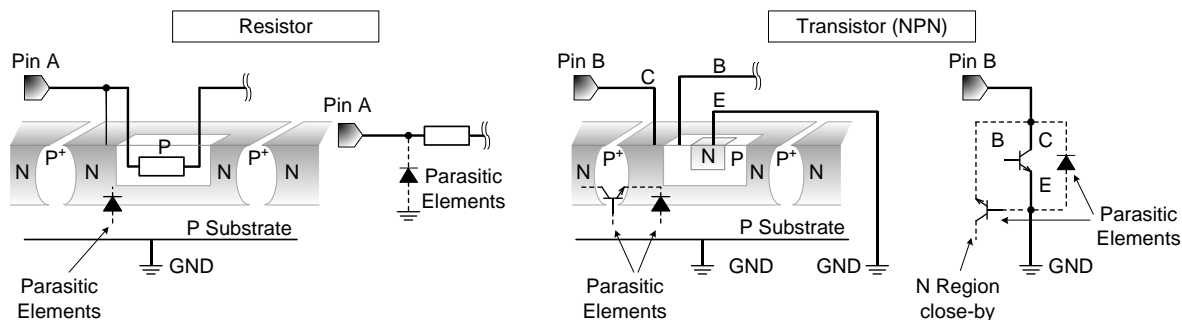 Resistor
Transistor (NPN)
Pin A
Pin A
N
P+
N
P
N
P+
N
Parasitic
Elements
P Substrate
GND
Parasitic
Elements
Pin B
C
B
E
N
P+
N
N
P
N
P+
N
P Substrate
GND
GND
Parasitic
Elements
Pin B
B
C
E
Parasitic
Elements
GND
N Region
close-by